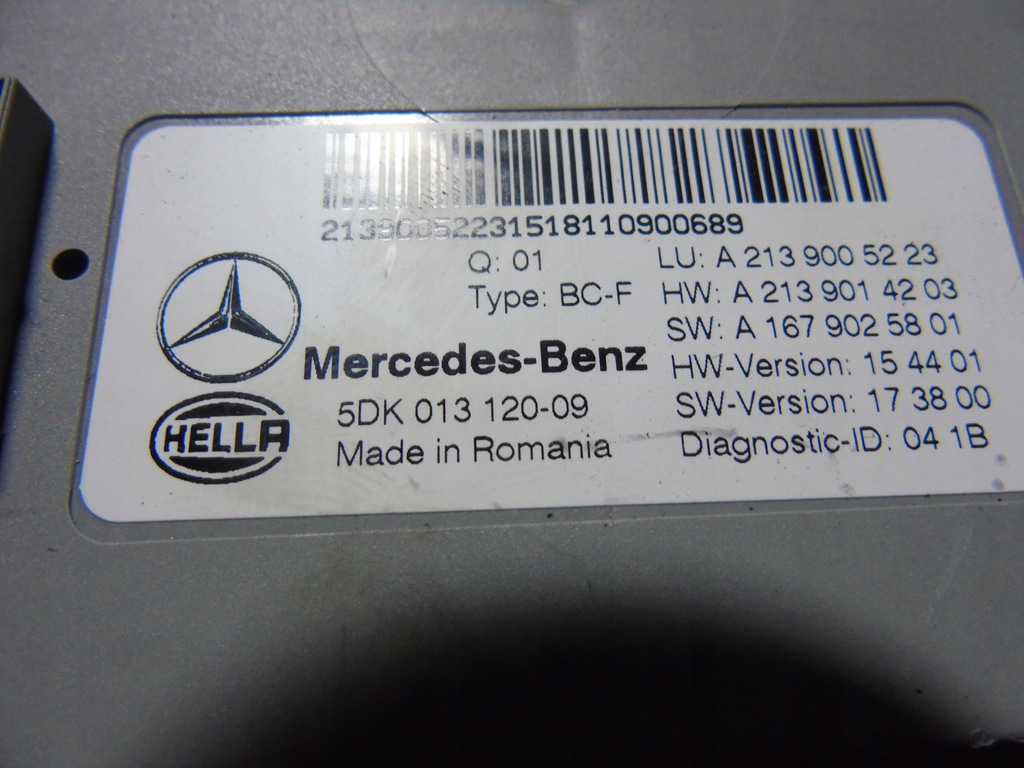 2139005223151811090​0689
Q: 01
LU: A 213 900 52 23
Type: BC-F
HW: A 213 901 42 03
SW: A 167 902 58 01
Mercedes-Benz
HW-Version: 15 44 01
5DK 013 120-09
SW-Version: 17 38 00
HELLA
Made in Romania
Diagnostic-ID: 04 1B